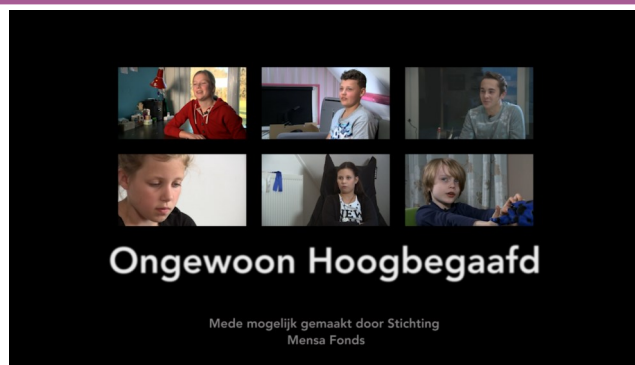 Ongewoon Hoogbegaafd
Mede mogelijk gemaakt door Stichting
Mensa Fonds